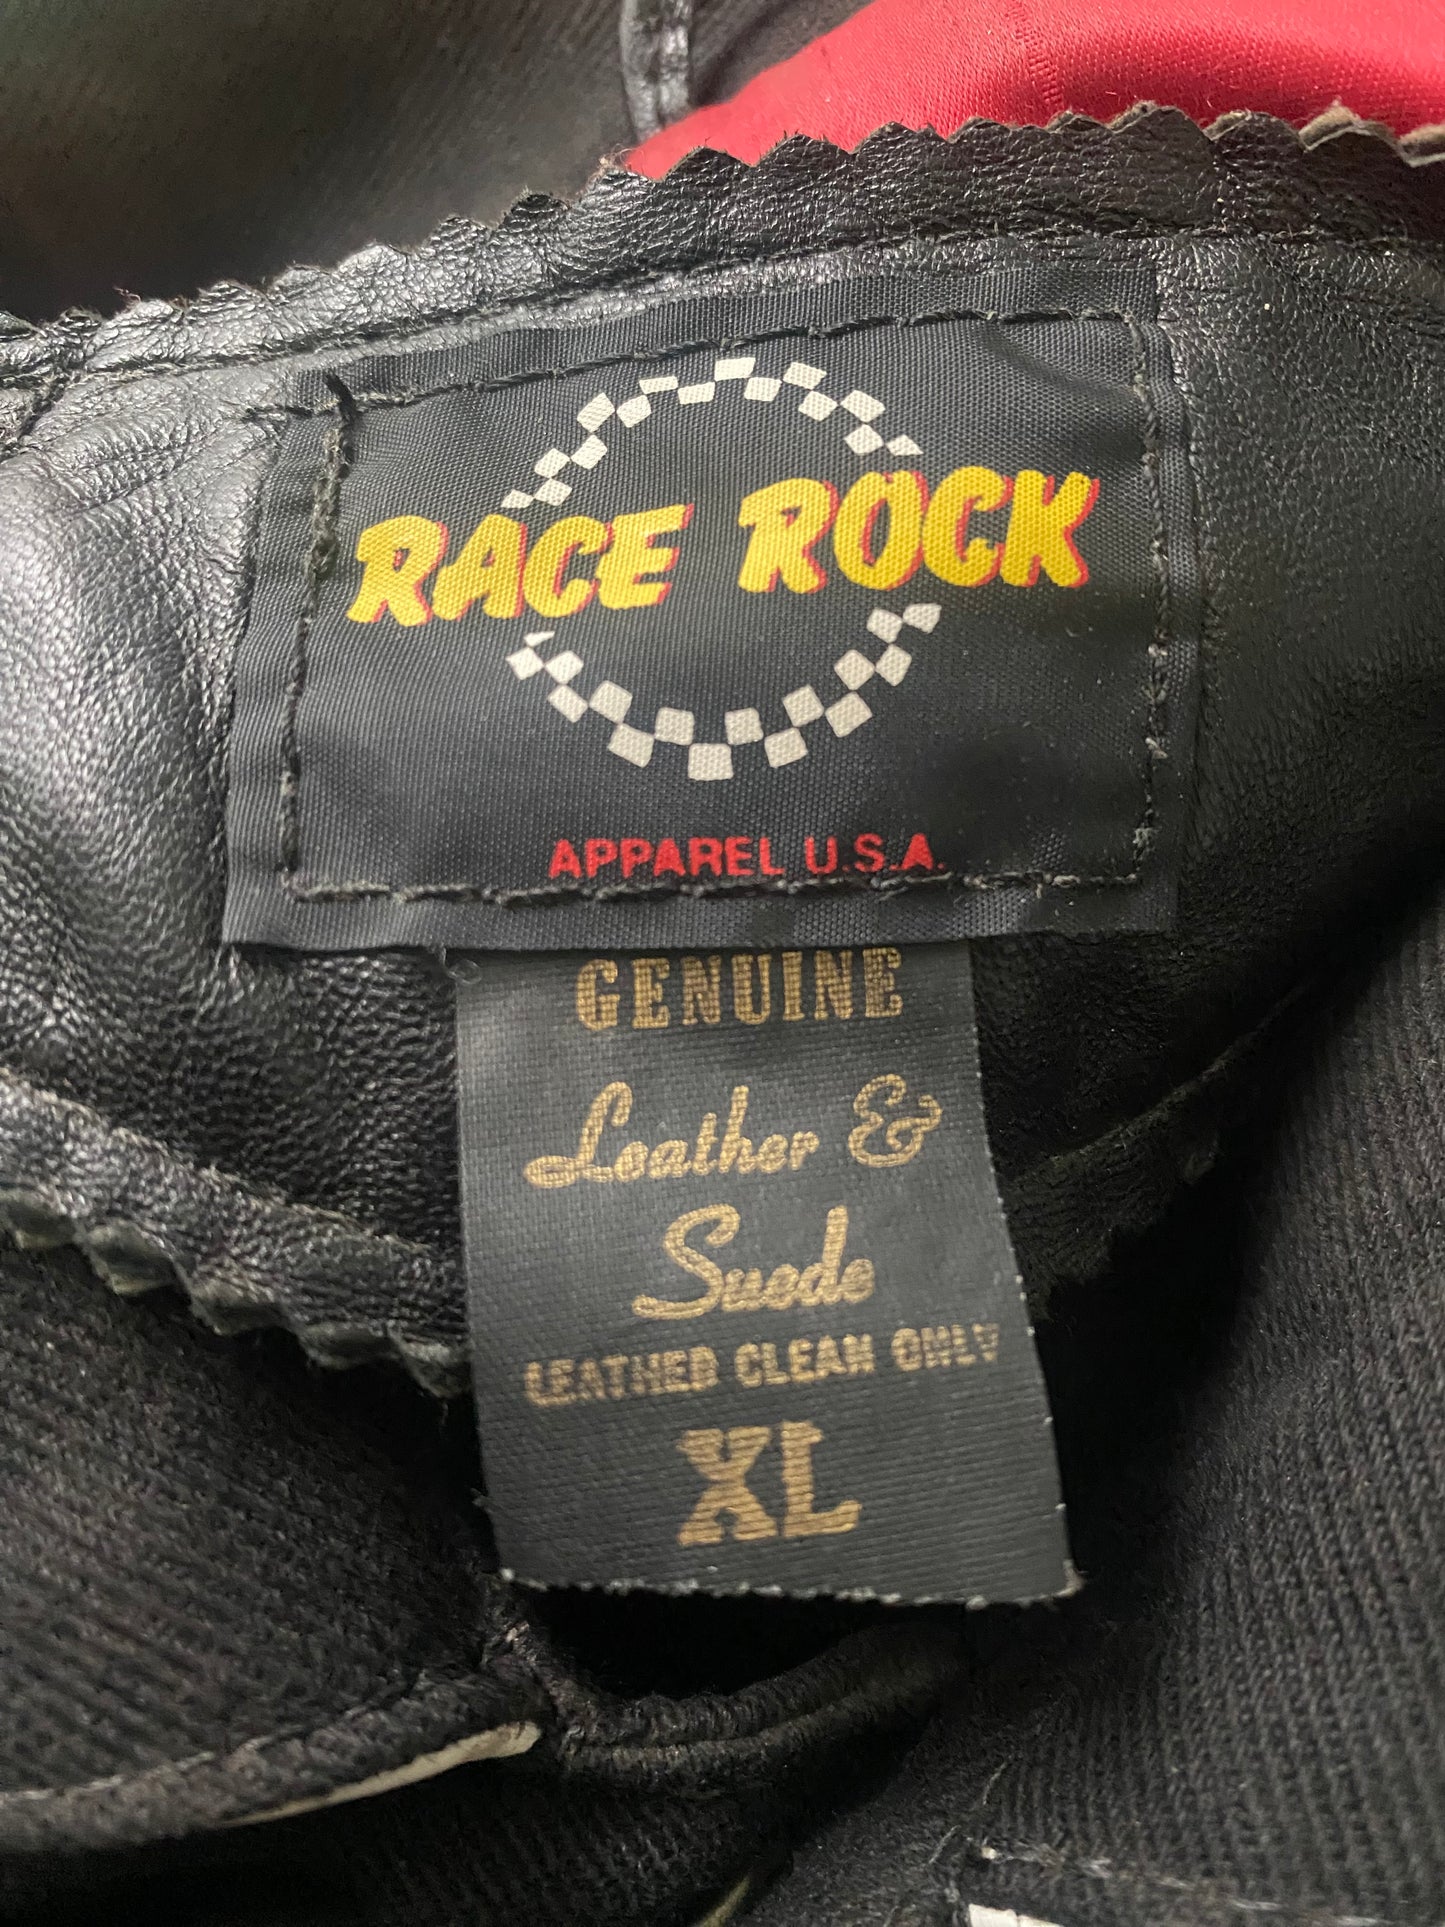 RACE ROCK
APPAREL U.S.A.
GENUINE
Leather &
Suede
LEATHER CLEAN ONLY
XL